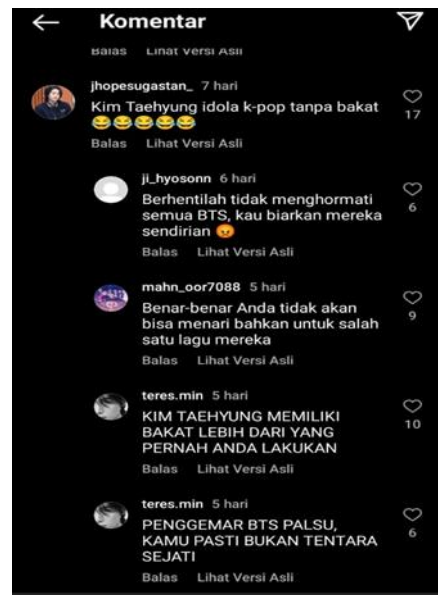 Komentar
Balas Lihat Versi Asli
jhopesugastan_ 7 hari
Kim Taehyung idola k-pop tanpa bakat
😂😂😂😂😂
17
Balas Lihat Versi Asli
ji_hyosonn 6 hari
Berhentilah tidak menghormati
semua BTS, kau biarkan mereka
sendirian 😡
6
Balas Lihat Versi Asli
mahn_oor7088 5 hari
Benar-benar Anda tidak akan
bisa menari bahkan untuk salah
satu lagu mereka
9
Balas Lihat Versi Asli
teres.min 5 hari
KIM TAEHYUNG MEMILIKI
BAKAT LEBIH DARI YANG
PERNAH ANDA LAKUKAN
10
Balas Lihat Versi Asli
teres.min 5 hari
PENGGEMAR BTS PALSU,
KAMU PASTI BUKAN TENTARA
SEJATI
6
Balas Lihat Versi Asli